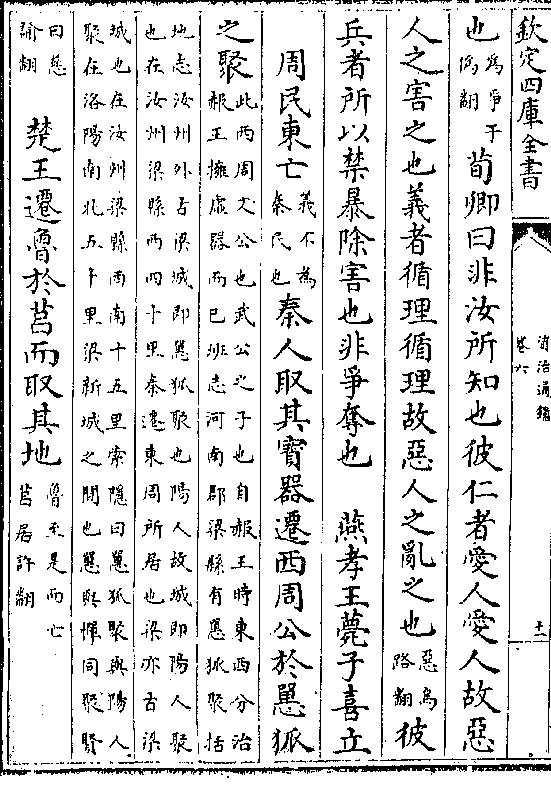 欽定四庫全書
資治通鑑
卷六
十二
也為爭于
偽翻荀卿曰非汝所知也彼仁者愛人愛人故惡
人之害之也義者循理循理故惡人之亂之也惡烏
路翻彼
兵者所以禁暴除害也非爭奪也 燕孝王薨子喜立
周民東亡義不為
秦民也秦人取其寶器遷西周公於𢠸狐
之聚此西周文公也武公之子也自赧王時東西分治
赧王擁虛器而已班志河南郡梁縣有𢠸狐聚括
地志汝州外古梁城即𢠸狐聚也陽人故城即陽人聚
也在汝州梁縣西四十里秦遷東周所居也梁亦古梁
城也在汝州梁縣西南十五里索隱曰𢠸狐聚與陽人
聚在洛陽南北五十里梁新城之間也𢠸與憚同聚賢
曰慈
諭翻 楚王遷魯於莒而取其地魯至是而亡
莒居許翻